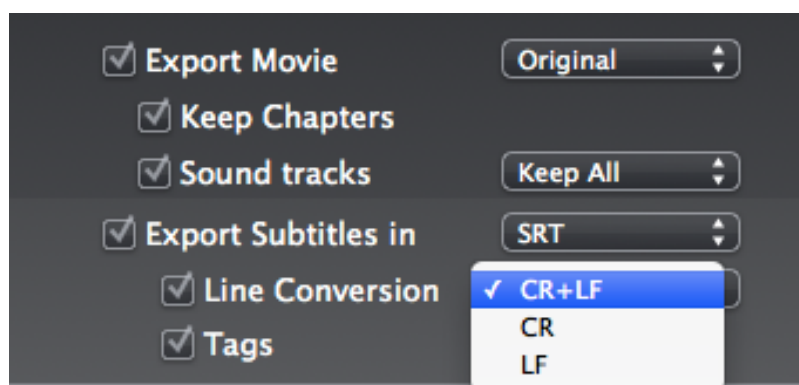 Export Movie Original
Keep Chapters
Sound tracks Keep All
Export Subtitles in SRT
Line Conversion CR+LF
CR
Tags
LF